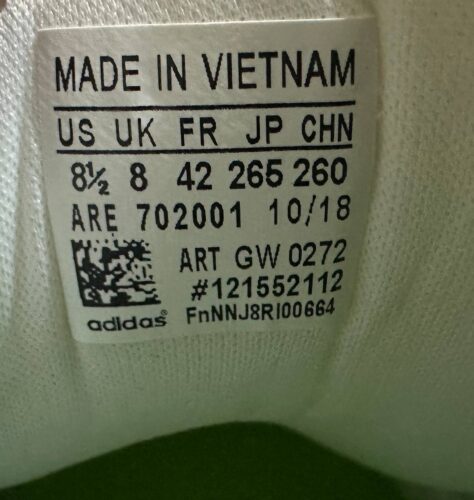 MADE IN VIETNAM
US UK FR JP CHN
8½ 8 42 265 260
ARE 702001 10/18
ART GW 0272
#121552112
adidas® FnNNJ8RI00664